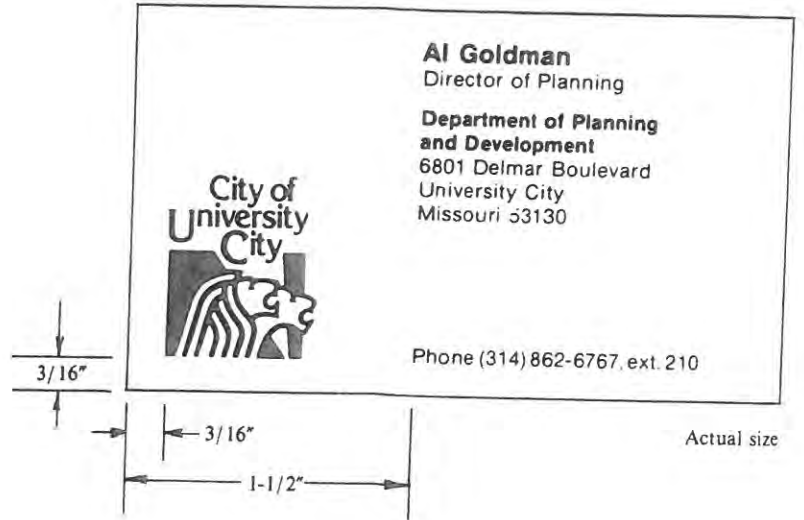 Al Goldman
Director of Planning
Department of Planning
and Development
6801 Delmar Boulevard
University City
Missouri 53130
City of
University
City
Phone (314) 862-6767, ext. 210
3/16"
3/16"
Actual size
1-1/2"